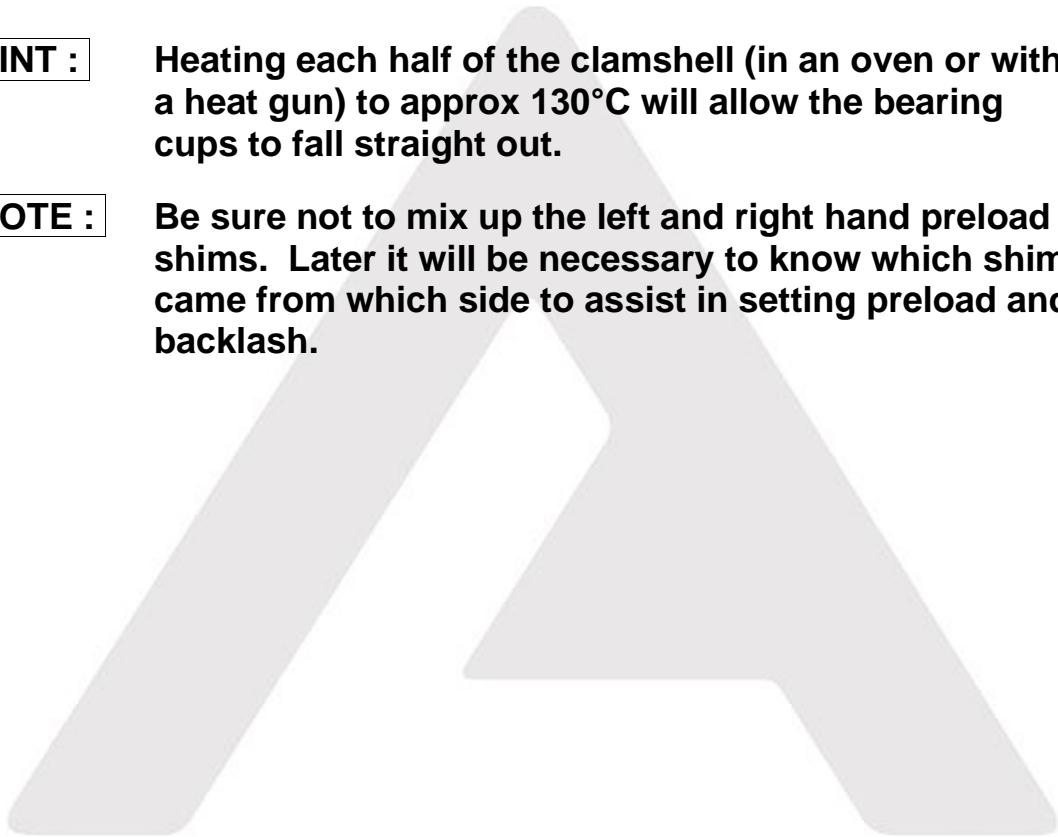 INT : Heating each half of the clamshell (in an oven or with
a heat gun) to approx 130°C will allow the bearing
cups to fall straight out.
OTE : Be sure not to mix up the left and right hand preload
shims. Later it will be necessary to know which shim
came from which side to assist in setting preload and
backlash.